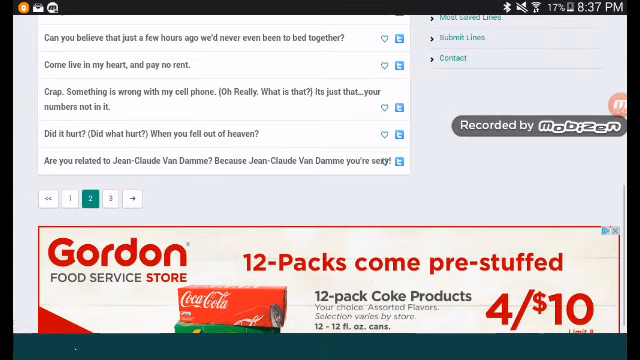 17% 8:37 PM
Most Saved Lines
Can you believe that just a few hours ago we'd never even been to bed together?
Submit Lines
Come live in my heart, and pay no rent.
Contact
Crap. Something is wrong with my cell phone. (Oh Really. What is that?) Its just that...your
numbers not in it.
Recorded by mobizen
Did it hurt? (Did what hurt?) When you fell out of heaven?
Are you related to Jean-Claude Van Damme? Because Jean-Claude Van Damme you're sexy!
<< 1 2 3 →
Gordon
FOOD SERVICE STORE
12-Packs come pre-stuffed
Coca-Cola
12-pack Coke Products
Your choice. Assorted Flavors.
Selection varies by store.
12 - 12 fl. oz. cans.
4/$10
Limit 8